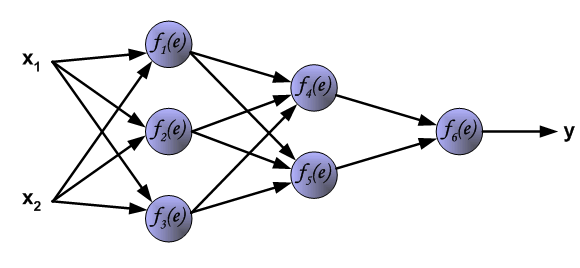 x₁
x₂
f₁(e)
f₂(e)
f₃(e)
f₄(e)
f₅(e)
f₆(e)
y